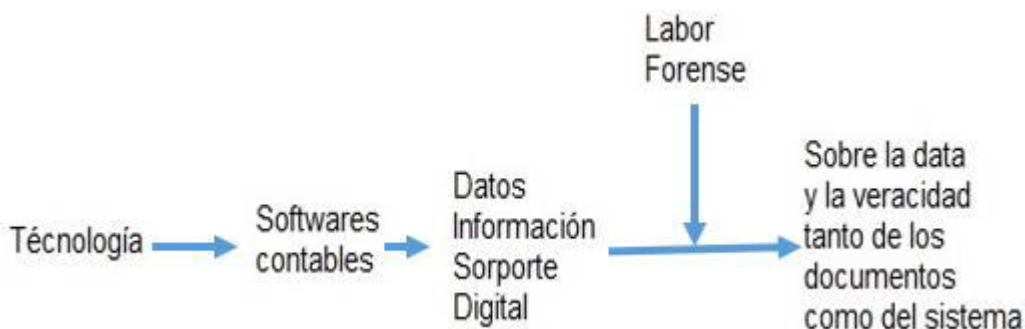 Labor
Forense
Técnología
Softwares
contables
Datos
Información
Sorporte
Digital
Sobre la data
y la veracidad
tanto de los
documentos
como del sistema